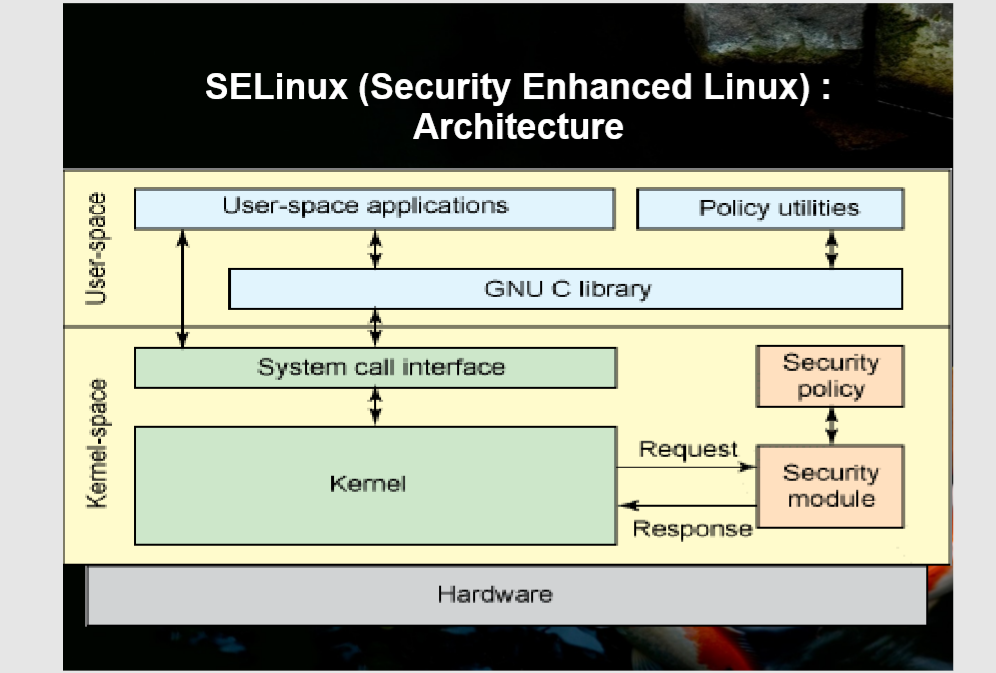 SELinux (Security Enhanced Linux) :
Architecture
User-space
User-space applications
Policy utilities
GNU C library
Kernel-space
System call interface
Security
policy
Kernel
Request
Response
Security
module
Hardware